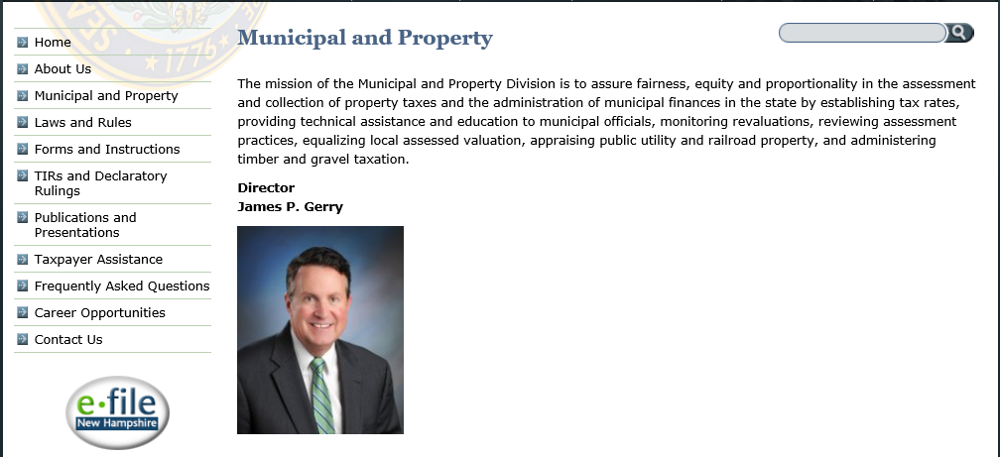 Municipal and Property
Home
About Us
Municipal and Property
Laws and Rules
Forms and Instructions
TIRs and Declaratory
Rulings
Publications and
Presentations
Taxpayer Assistance
Frequently Asked Questions
Career Opportunities
Contact Us
e·file
New Hampshire
SEAL
1776
The mission of the Municipal and Property Division is to assure fairness, equity and proportionality in the assessment
and collection of property taxes and the administration of municipal finances in the state by establishing tax rates,
providing technical assistance and education to municipal officials, monitoring revaluations, reviewing assessment
practices, equalizing local assessed valuation, appraising public utility and railroad property, and administering
timber and gravel taxation.
Director
James P. Gerry